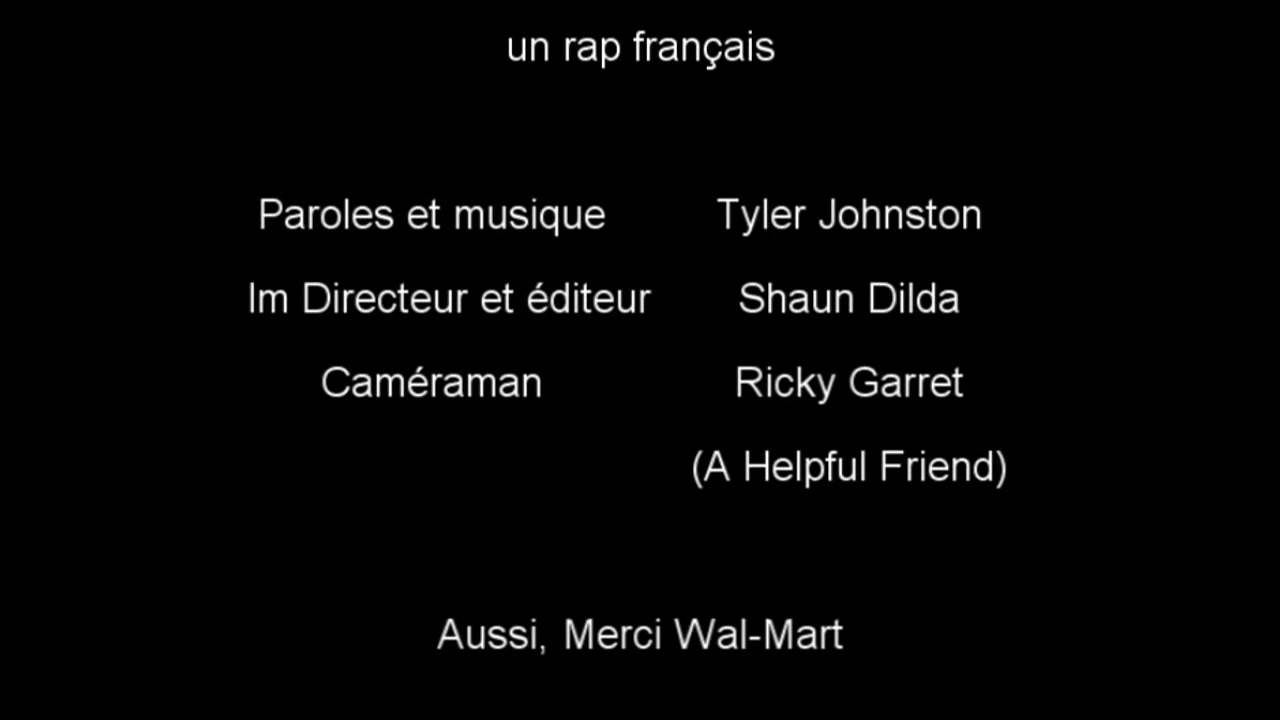 un rap français
Paroles et musique Tyler Johnston
Im Directeur et éditeur Shaun Dilda
Caméraman Ricky Garret
(A Helpful Friend)
Aussi, Merci Wal-Mart